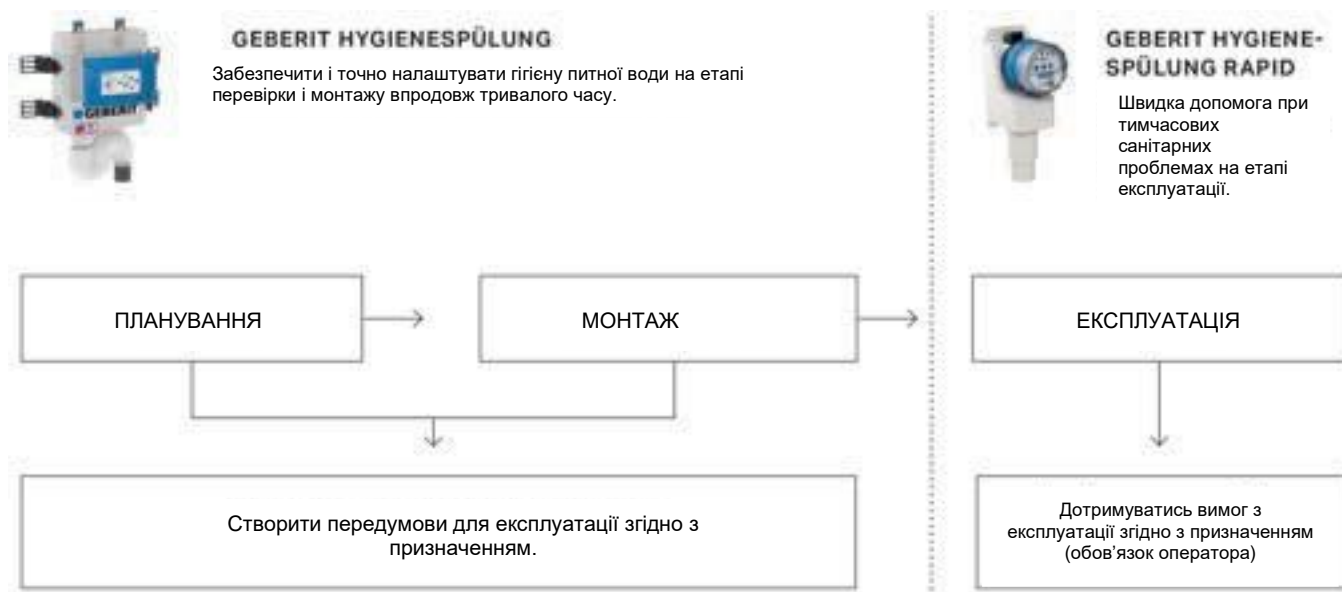 GEBERIT HYGIENESPÜLUNG
Забезпечити і точно налаштувати гігієну питної води на етапі
перевірки і монтажу впродовж тривалого часу.
GEBERIT
GEBERIT HYGIENE-
SPÜLUNG RAPID
Швидка допомога при
тимчасових
санітарних
проблемах на етапі
експлуатації.
ПЛАНУВАННЯ
МОНТАЖ
ЕКСПЛУАТАЦІЯ
Створити передумови для експлуатації згідно з
призначенням.
Дотримуватись вимог з
експлуатації згідно з призначенням
(обов’язок оператора)